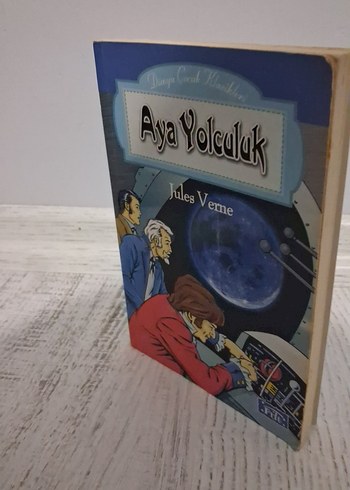 Dünya Çocuk Klasikleri
Aya Yolculuk
Jules Verne